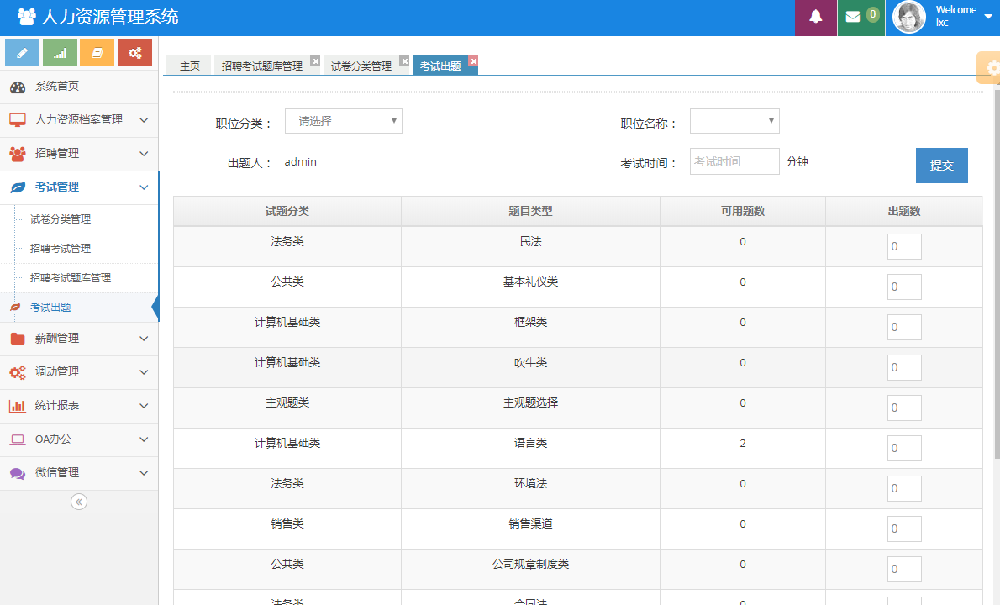 人力资源管理系统
0
Welcome
lxc
主页
招聘考试题库管理
试卷分类管理
考试出题
系统首页
人力资源档案管理
招聘管理
考试管理
试卷分类管理
招聘考试管理
招聘考试题库管理
考试出题
薪酬管理
调动管理
统计报表
OA办公
微信管理
职位分类： 请选择 职位名称：
出题人： admin 考试时间： 考试时间 分钟 提交
试题分类 题目类型 可用题数 出题数
法务类 民法 0 0
公共类 基本礼仪类 0 0
计算机基础类 框架类 0 0
计算机基础类 吹牛类 0 0
主观题类 主观题选择 0 0
计算机基础类 语言类 2 0
法务类 环境法 0 0
销售类 销售渠道 0 0
公共类 公司规章制度类 0 0
法务类 合同法 0